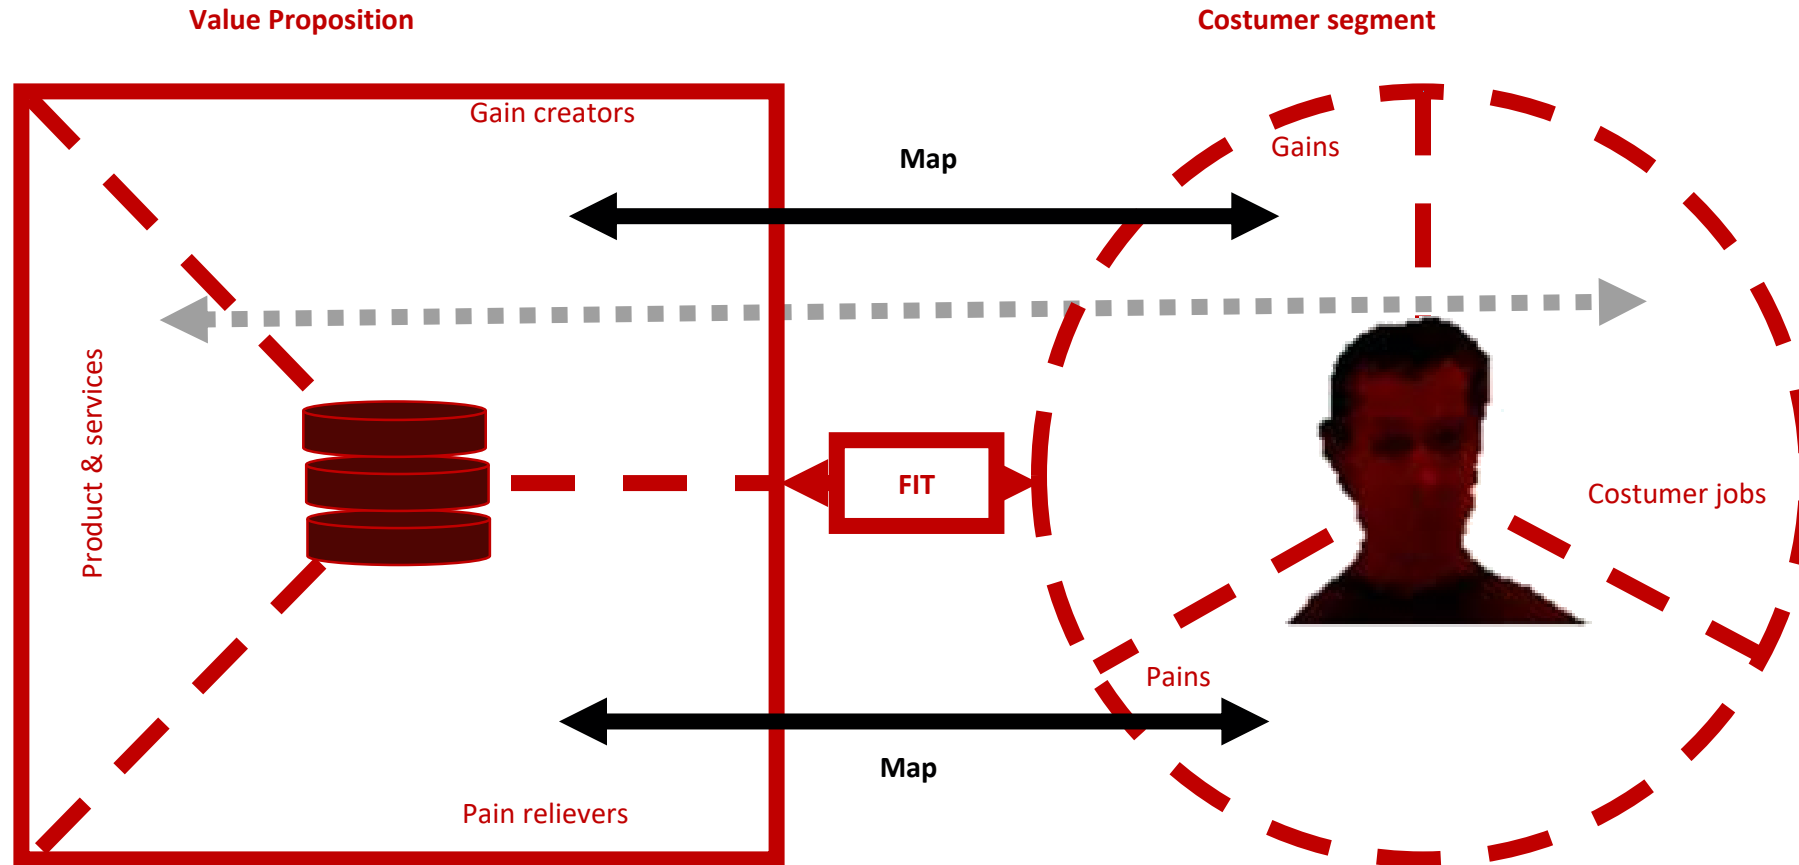 Value Proposition
Costumer segment
Gain creators
Gains
Map
Product & services
FIT
Costumer jobs
Pains
Map
Pain relievers